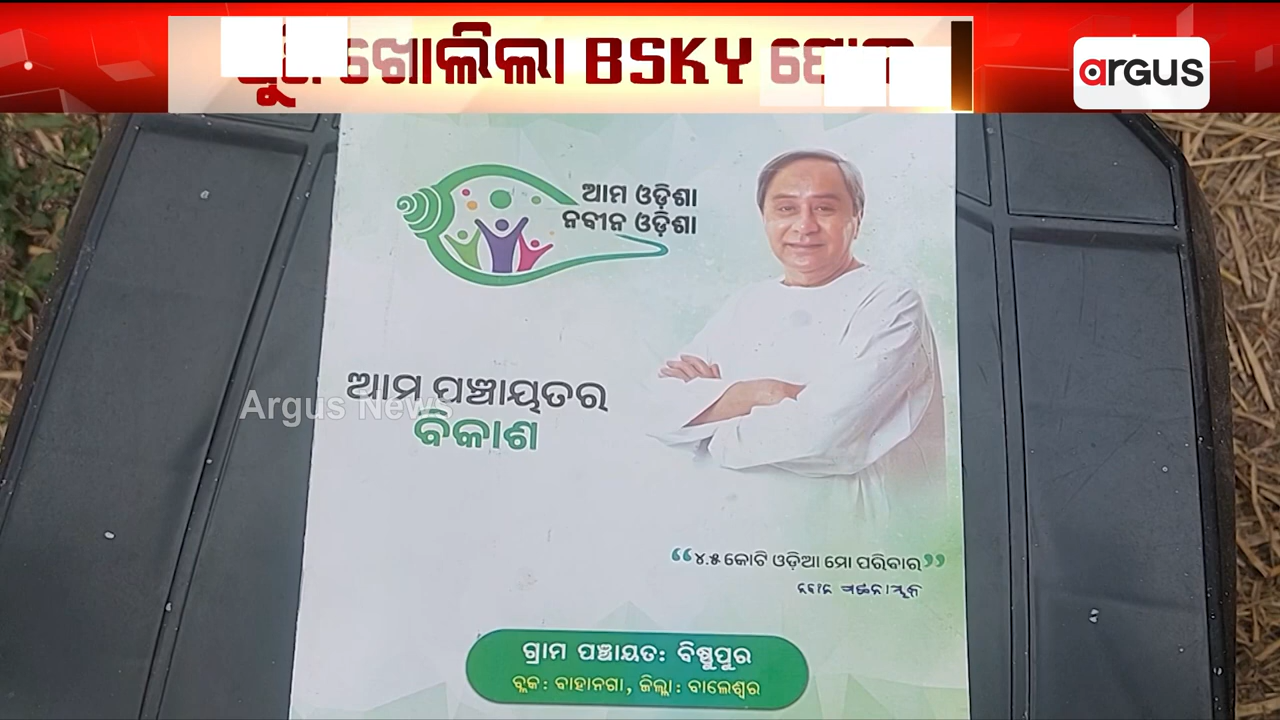 ଖୋଲିଲା BSKY
argus
ଆମ ଓଡ଼ିଶା
ନବୀନ ଓଡ଼ିଶା
ଆମ ପଞ୍ଚାୟତର
Argus News
ବିକାଶ
“୪.୫ କୋଟି ଓଡ଼ିଆ ମୋ ପରିବାର”
ଗ୍ରାମ ପଞ୍ଚାୟତ: ବିଷ୍ଣୁପୁର
ବ୍ଲକ: ବାହାନଗା, ଜିଲ୍ଲା: ବାଲେଶ୍ୱର